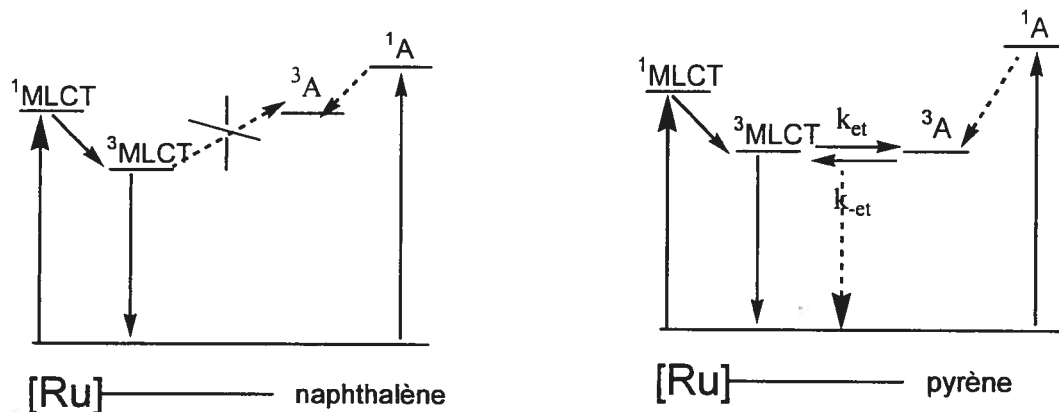 ¹MLCT
³MLCT
³A
¹A
[Ru] naphthalène
¹MLCT
³MLCT
k_et
k_-et
³A
¹A
[Ru] pyrène